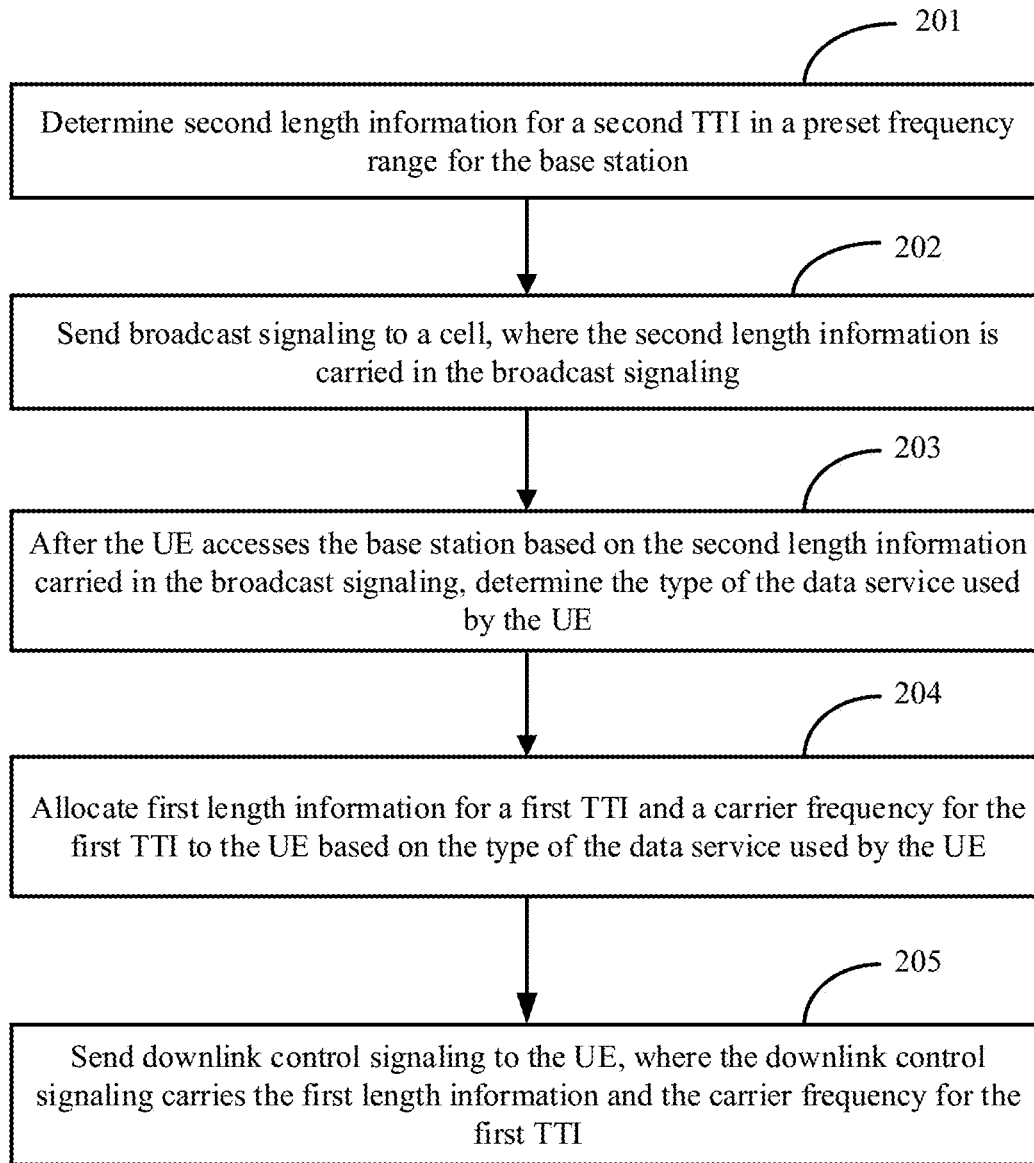 201
Determine second length information for a second TTI in a preset frequency
range for the base station
202
Send broadcast signaling to a cell, where the second length information is
carried in the broadcast signaling
203
After the UE accesses the base station based on the second length information
carried in the broadcast signaling, determine the type of the data service used
by the UE
204
Allocate first length information for a first TTI and a carrier frequency for the
first TTI to the UE based on the type of the data service used by the UE
205
Send downlink control signaling to the UE, where the downlink control
signaling carries the first length information and the carrier frequency for the
first TTI